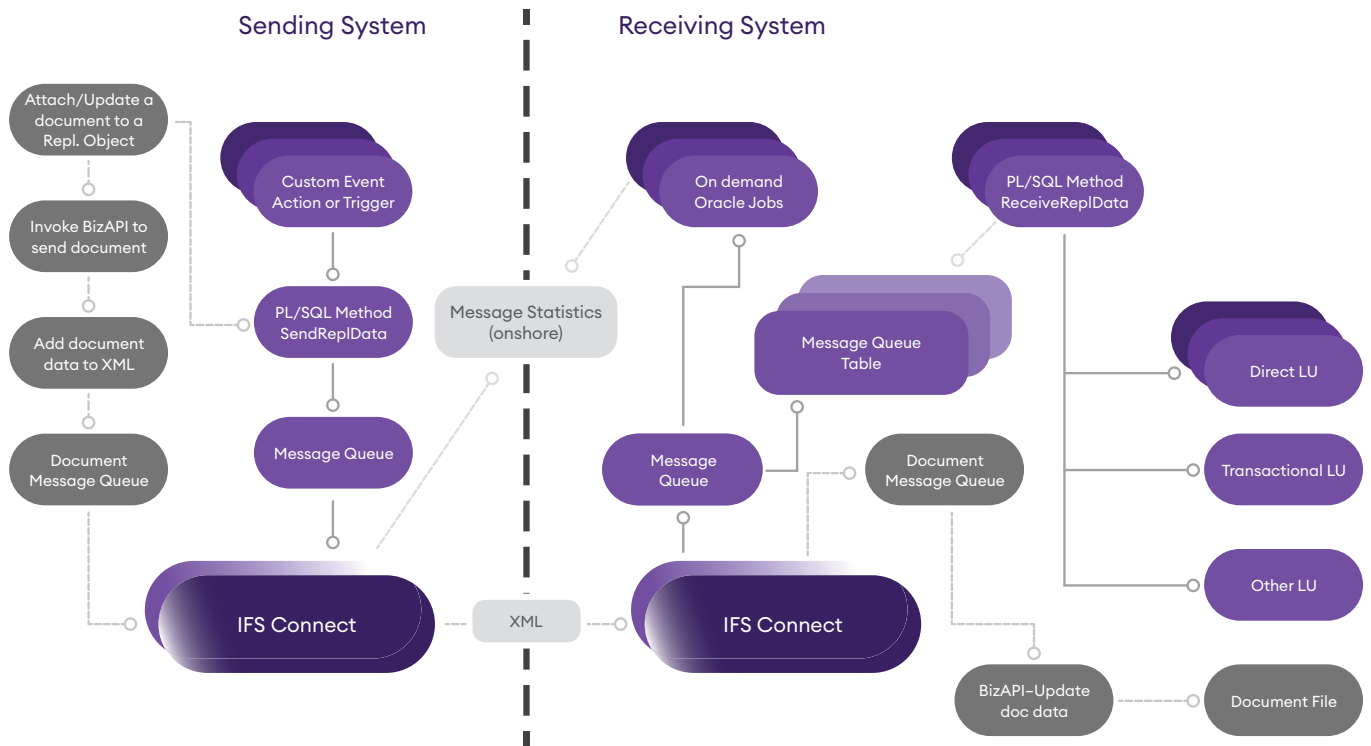 Sending System
Receiving System
Attach/Update a
document to a
Repl. Object
Invoke BizAPI to
send document
Add document
data to XML
Document
Message Queue
Custom Event
Action or Trigger
PL/SQL Method
SendReplData
Message Queue
IFS Connect
Message Statistics
(onshore)
XML
On demand
Oracle Jobs
PL/SQL Method
ReceiveReplData
Message Queue
Table
Message
Queue
Document
Message Queue
IFS Connect
Direct LU
Transactional LU
Other LU
BizAPI–Update
doc data
Document File